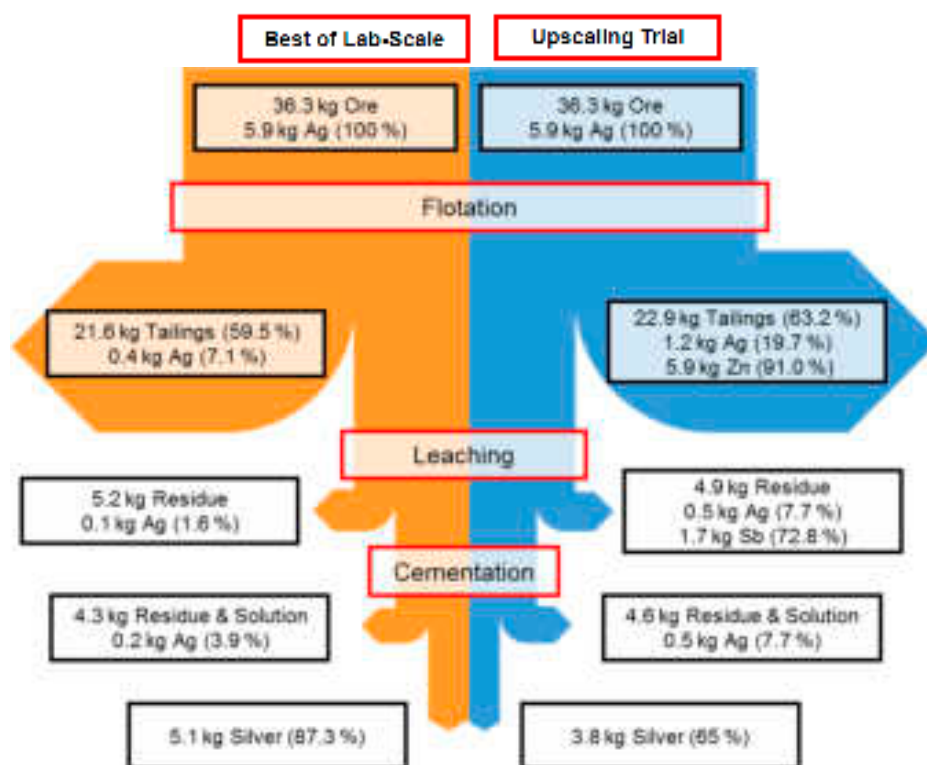 Best of Lab-Scale
Upscaling Trial
36.3 kg Ore
5.9 kg Ag (100 %)
36.3 kg Ore
5.9 kg Ag (100 %)
Flotation
21.6 kg Tailings (59.5 %)
0.4 kg Ag (7.1 %)
22.9 kg Tailings (63.2 %)
1.2 kg Ag (19.7 %)
5.9 kg Zn (91.0 %)
Leaching
5.2 kg Residue
0.1 kg Ag (1.6 %)
4.9 kg Residue
0.5 kg Ag (7.7 %)
1.7 kg Sb (72.8 %)
Cementation
4.3 kg Residue & Solution
0.2 kg Ag (3.9 %)
4.6 kg Residue & Solution
0.5 kg Ag (7.7 %)
5.1 kg Silver (87.3 %)
3.8 kg Silver (65 %)